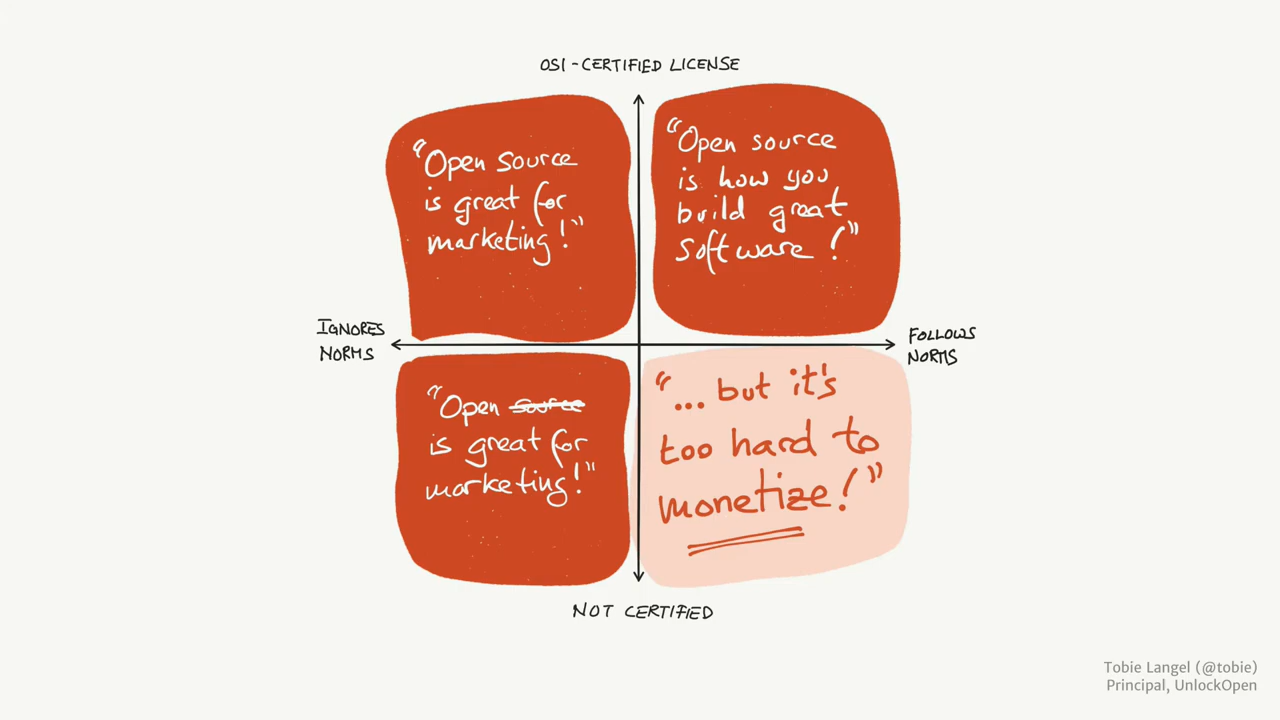 OSI-CERTIFIED LICENSE
“Open Source
is great for
marketing!”
“Open source
is how you
build great
software!”
IGNORES
NORMS
FOLLOWS
NORMS
“Open Source
is great for
marketing!”
“... but it's
too hard to
monetize!”
NOT CERTIFIED
Tobie Langel (@tobie)
Principal, UnlockOpen